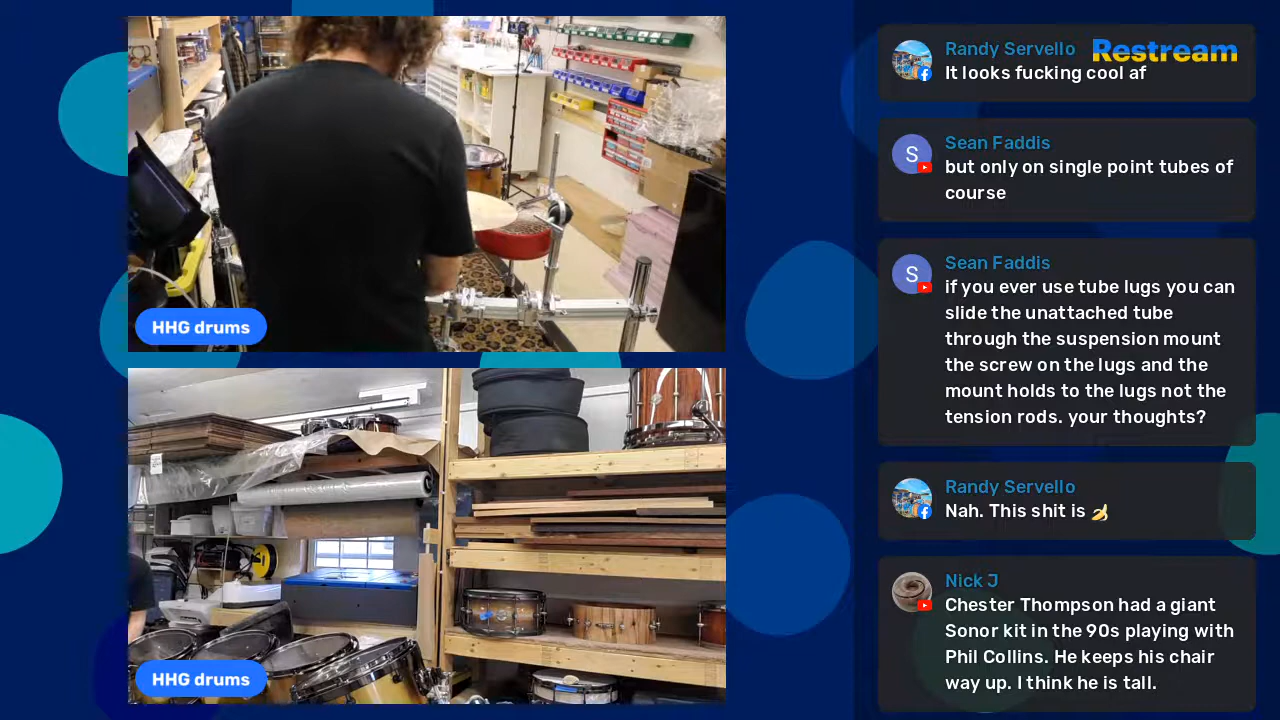 HHG drums
HHG drums
Restream
Randy Servello
It looks fucking cool af
S
Sean Faddis
but only on single point tubes of
course
S
Sean Faddis
if you ever use tube lugs you can
slide the unattached tube
through the suspension mount
the screw on the lugs and the
mount holds to the lugs not the
tension rods. your thoughts?
Randy Servello
Nah. This shit is 🍌
Nick J
Chester Thompson had a giant
Sonor kit in the 90s playing with
Phil Collins. He keeps his chair
way up. I think he is tall.